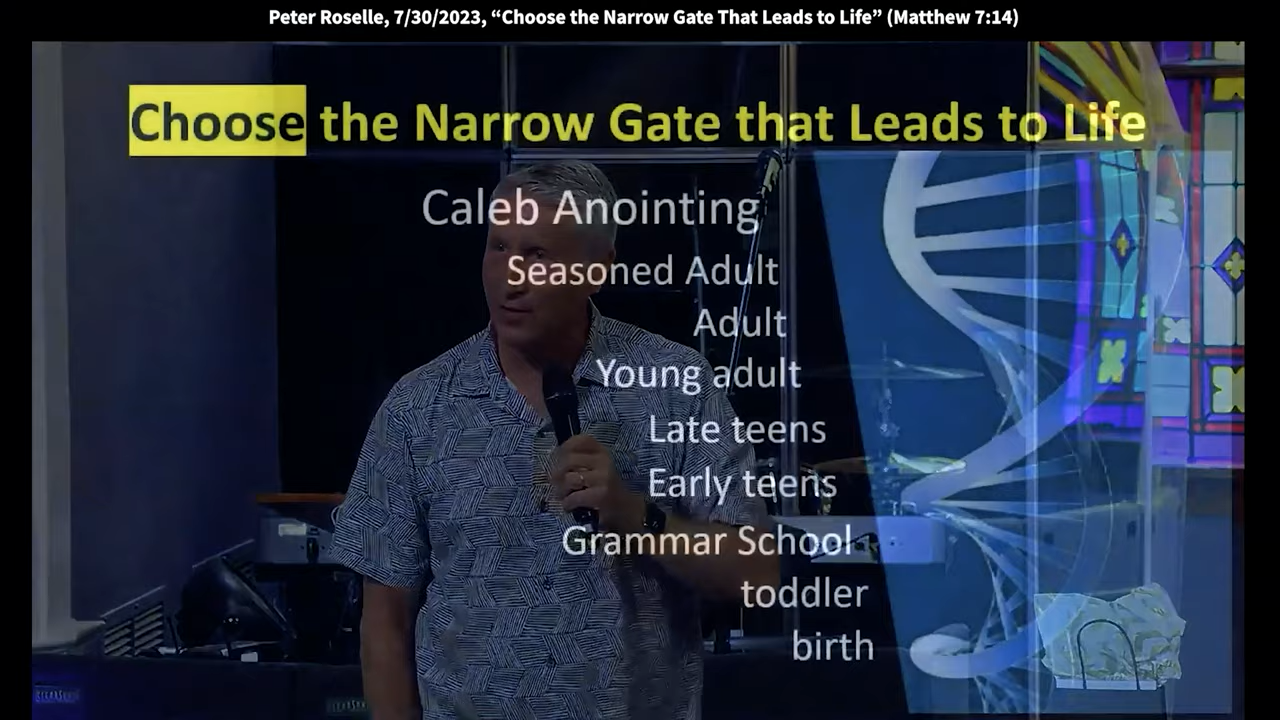 Peter Roselle, 7/30/2023, “Choose the Narrow Gate That Leads to Life” (Matthew 7:14)
Choose the Narrow Gate that Leads to Life
Caleb Anointing
Seasoned Adult
Adult
Young adult
Late teens
Early teens
Grammar School
toddler
birth